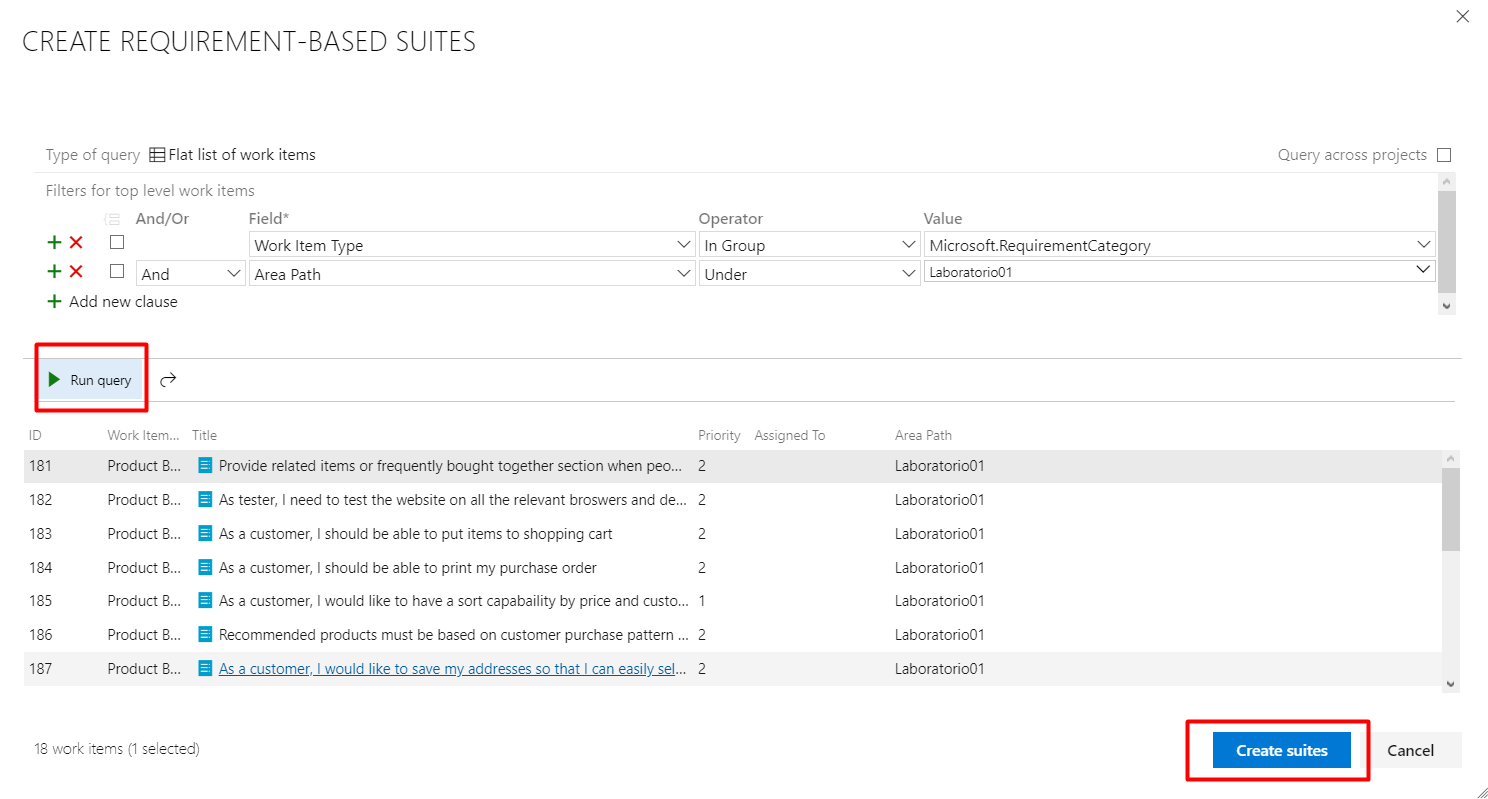 CREATE REQUIREMENT-BASED SUITES
Type of query Flat list of work items Query across projects
Filters for top level work items
And/Or Field* Operator Value
Work Item Type In Group Microsoft.RequirementCategory
And Area Path Under Laboratorio01
Add new clause
Run query
ID Work Item... Title Priority Assigned To Area Path
181 Product B... Provide related items or frequently bought together section when peo... 2 Laboratorio01
182 Product B... As tester, I need to test the website on all the relevant broswers and de... 2 Laboratorio01
183 Product B... As a customer, I should be able to put items to shopping cart 2 Laboratorio01
184 Product B... As a customer, I should be able to print my purchase order 2 Laboratorio01
185 Product B... As a customer, I would like to have a sort capabaility by price and custo... 1 Laboratorio01
186 Product B... Recommended products must be based on customer purchase pattern ... 2 Laboratorio01
187 Product B... As a customer, I would like to save my addresses so that I can easily sel... 2 Laboratorio01
18 work items (1 selected) Create suites Cancel